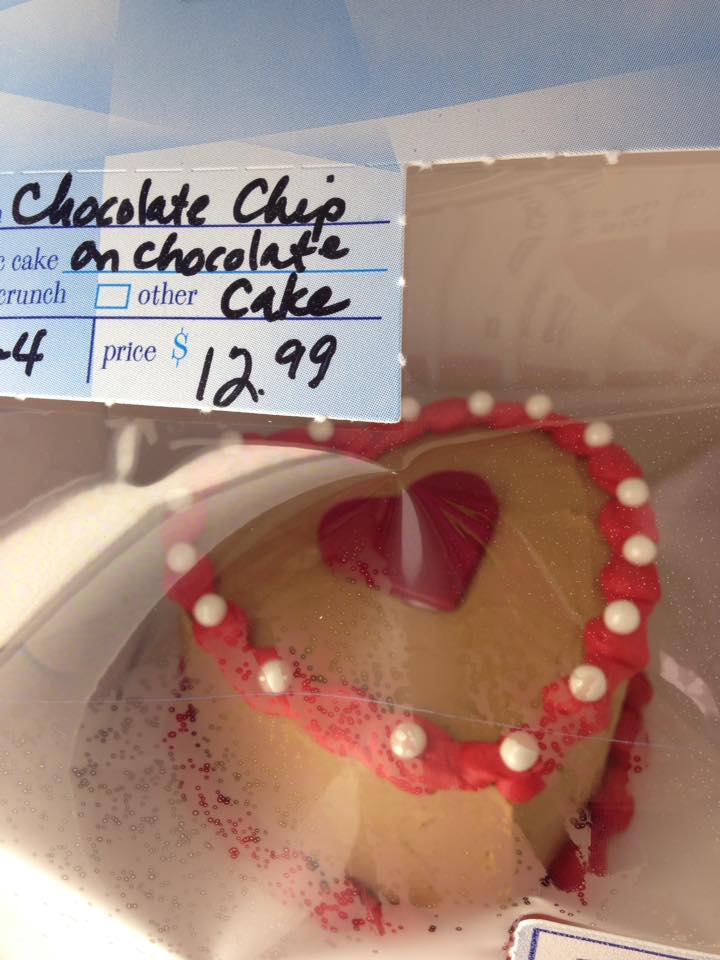 Chocolate Chip
c cake on chocolate
crunch other Cake
-4 price $ 12.99